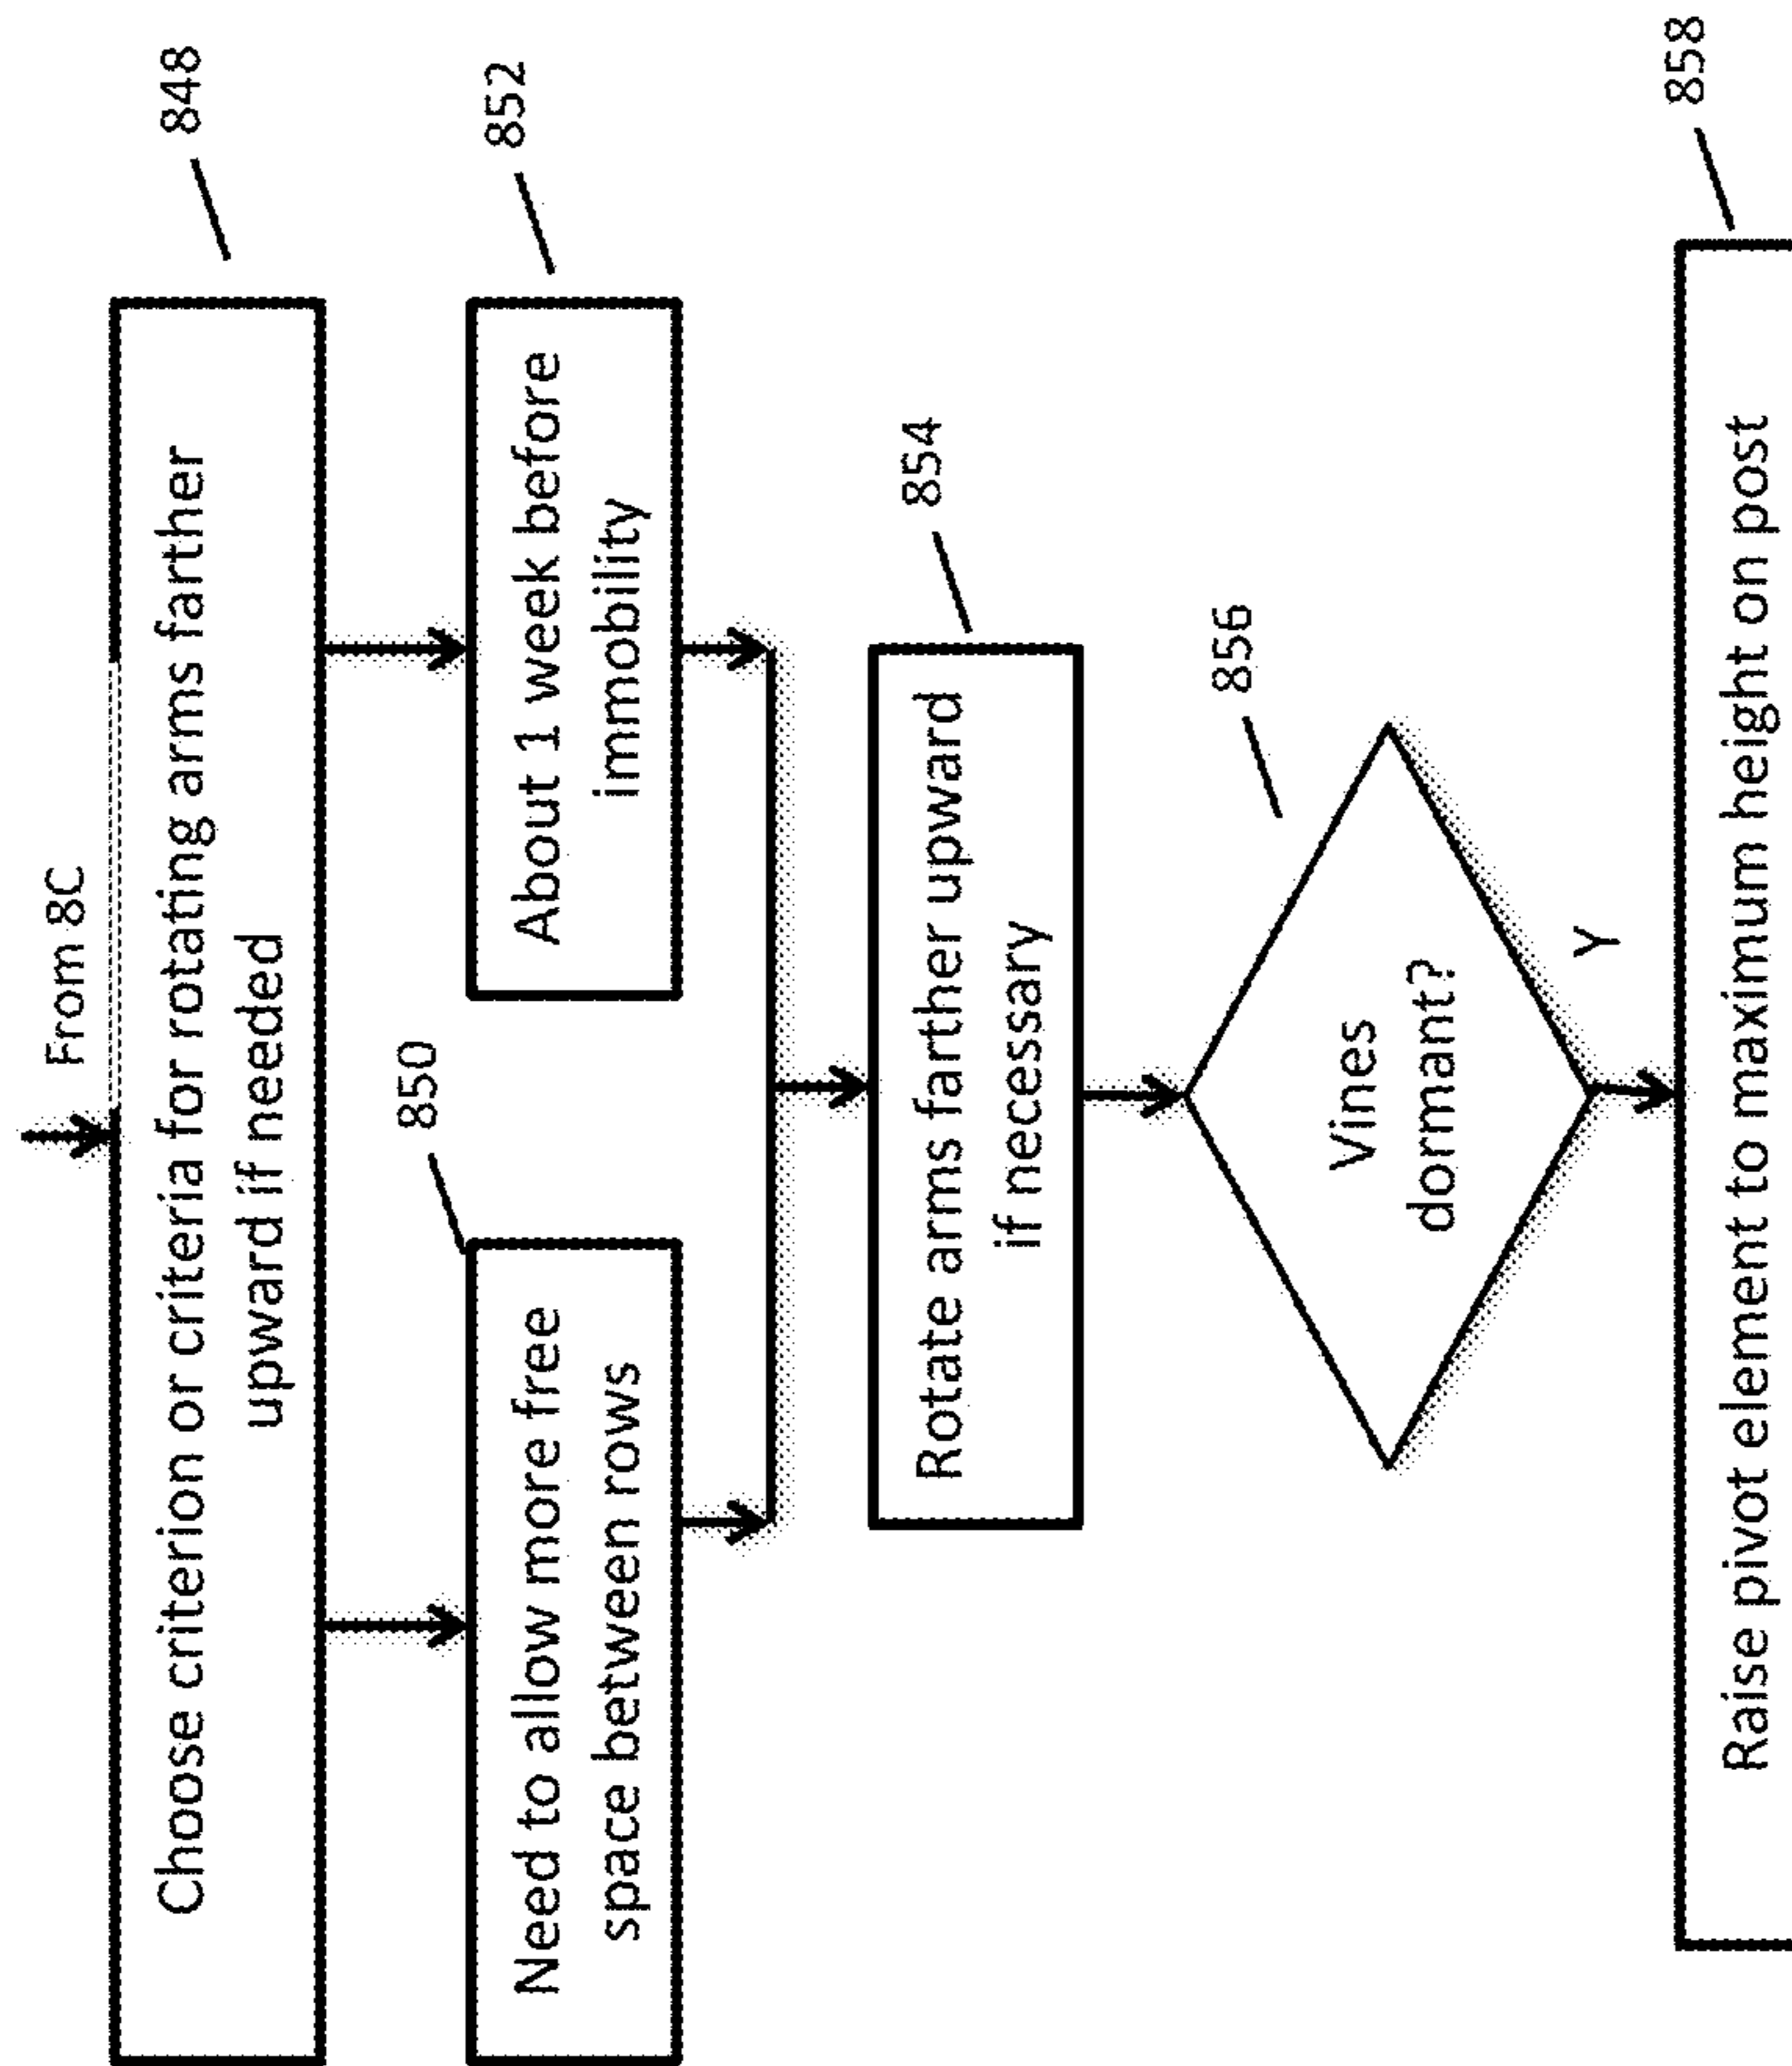 From 8C
848
Choose criterion or criteria for rotating arms farther
upward if needed
850
852
Need to allow more free
space between rows
About 1 week before
immobility
854
Rotate arms farther upward
if necessary
856
Vines
dormant?
Y
858
Raise pivot element to maximum height on post